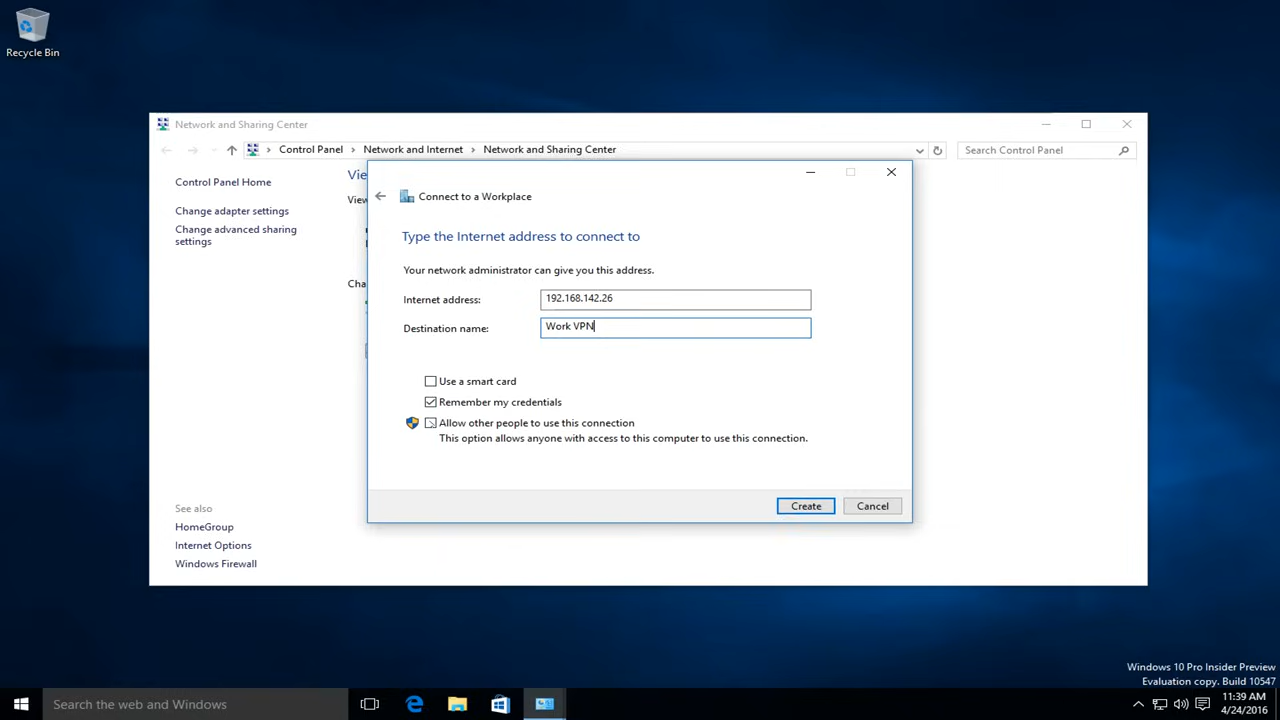 Recycle Bin
Network and Sharing Center
Control Panel > Network and Internet > Network and Sharing Center
Search Control Panel
Control Panel Home
Change adapter settings
Change advanced sharing
settings
Connect to a Workplace
Type the Internet address to connect to
Your network administrator can give you this address.
Internet address: 192.168.142.26
Destination name: Work VPN
Use a smart card
Remember my credentials
Allow other people to use this connection
This option allows anyone with access to this computer to use this connection.
Create Cancel
See also
HomeGroup
Internet Options
Windows Firewall
Windows 10 Pro Insider Preview
Evaluation copy. Build 10547
Search the web and Windows
11:39 AM
4/24/2016